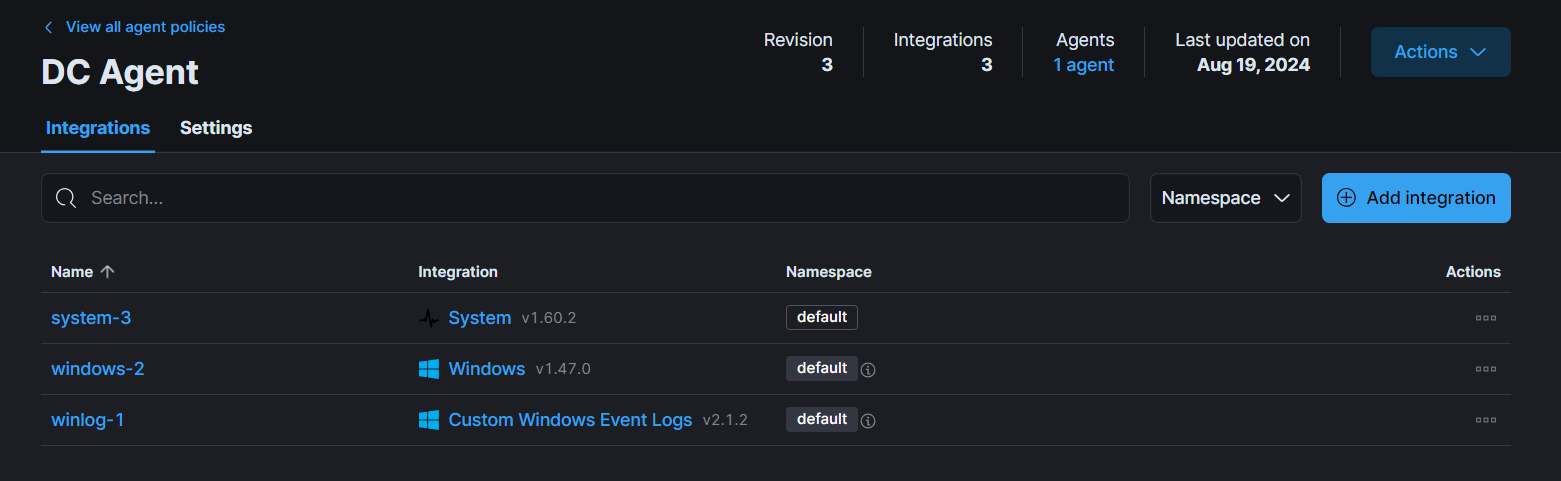 View all agent policies
DC Agent
Revision Integrations Agents Last updated on
3 3 1 agent Aug 19, 2024
Actions
Integrations Settings
Search...
Namespace
Add integration
Name Integration Namespace Actions
system-3 System v1.60.2 default
windows-2 Windows v1.47.0 default
winlog-1 Custom Windows Event Logs v2.1.2 default